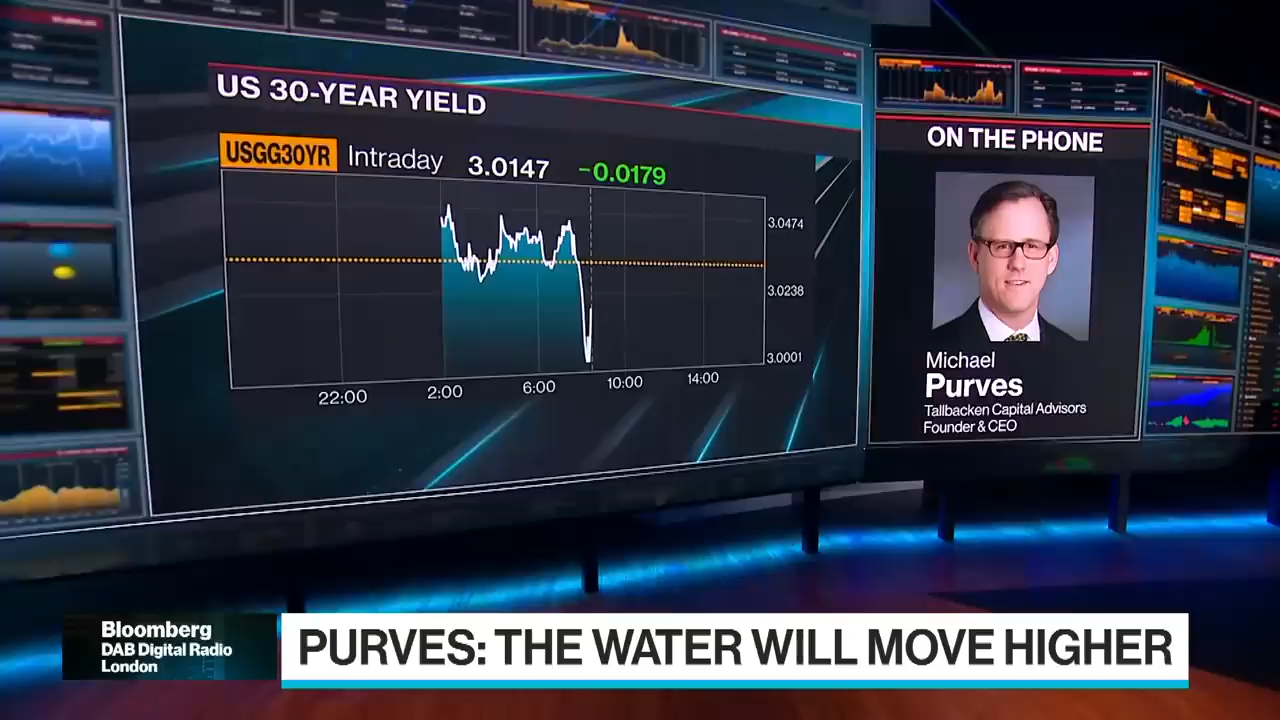 US 30-YEAR YIELD
USGG30YR Intraday 3.0147 -0.0179
3.0474
3.0238
3.0001
22:00 2:00 6:00 10:00 14:00
ON THE PHONE
Michael
Purves
Tallbacken Capital Advisors
Founder & CEO
Bloomberg
DAB Digital Radio
London
PURVES: THE WATER WILL MOVE HIGHER